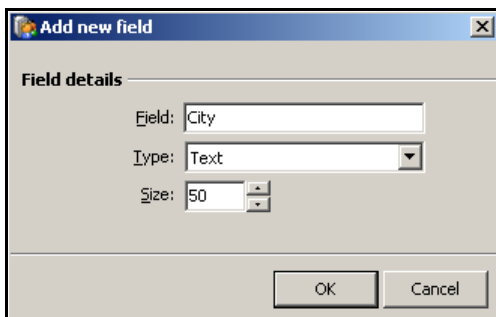 Add new field
Field details
Field: City
Type: Text
Size: 50
OK Cancel